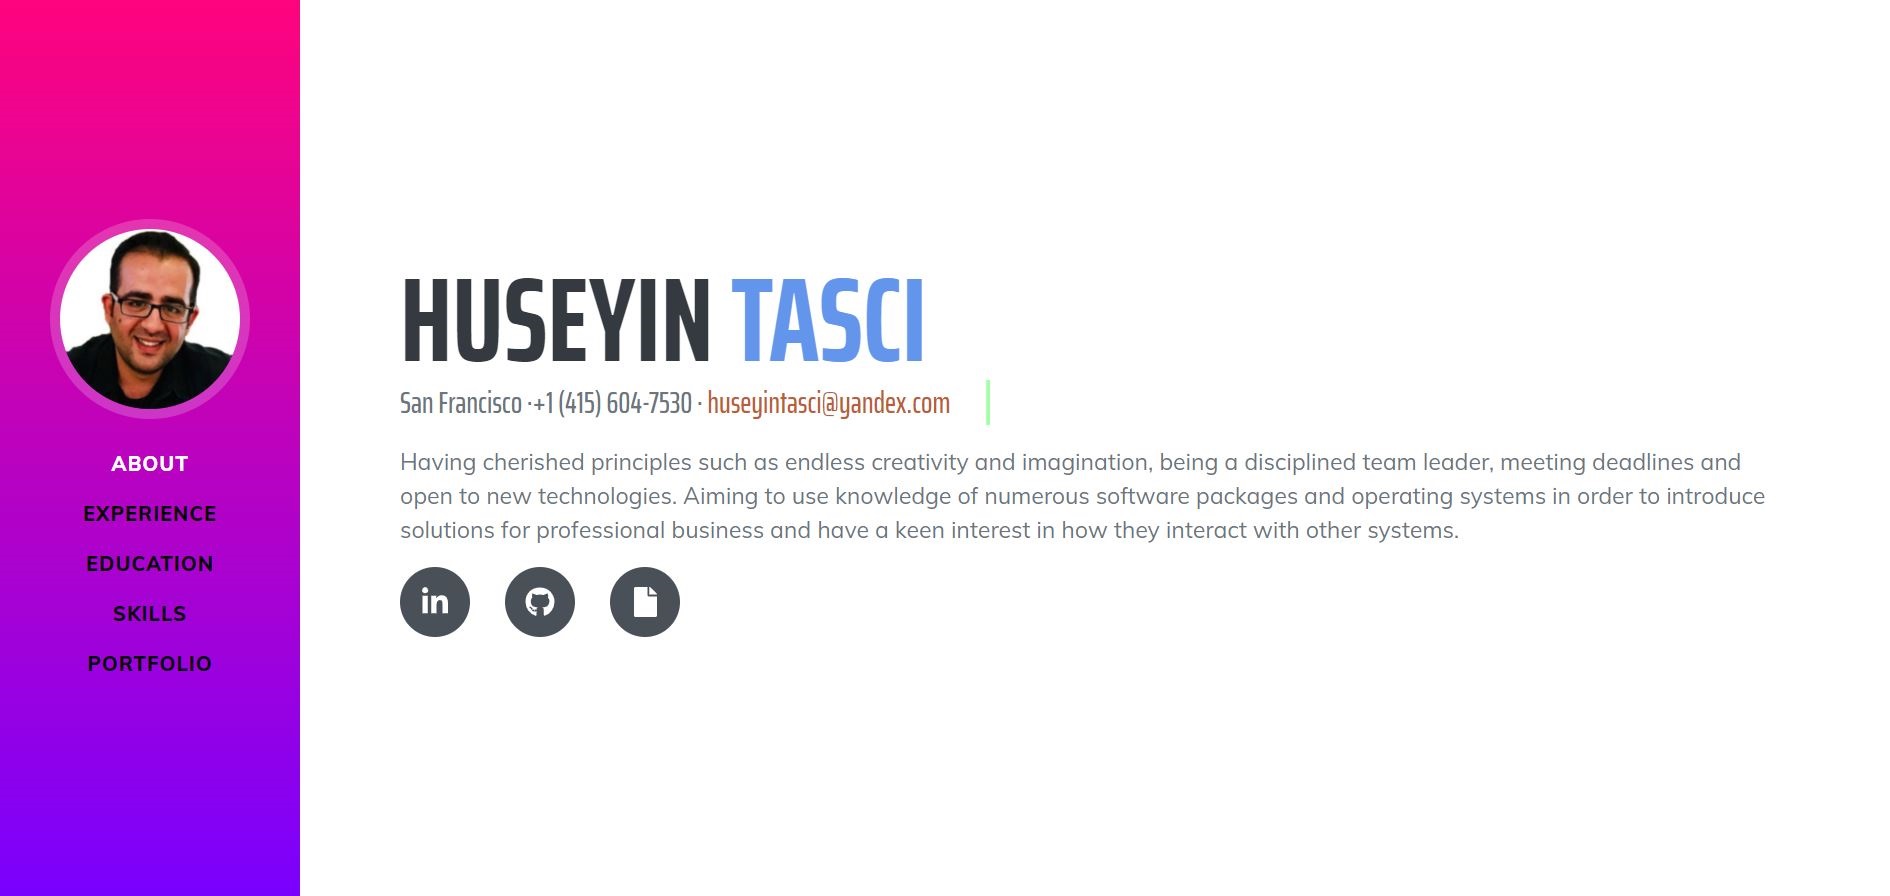 ABOUT
EXPERIENCE
EDUCATION
SKILLS
PORTFOLIO
HUSEYIN TASCI
San Francisco ·+1 (415) 604-7530 · huseyintasci@yandex.com
Having cherished principles such as endless creativity and imagination, being a disciplined team leader, meeting deadlines and
open to new technologies. Aiming to use knowledge of numerous software packages and operating systems in order to introduce
solutions for professional business and have a keen interest in how they interact with other systems.
in